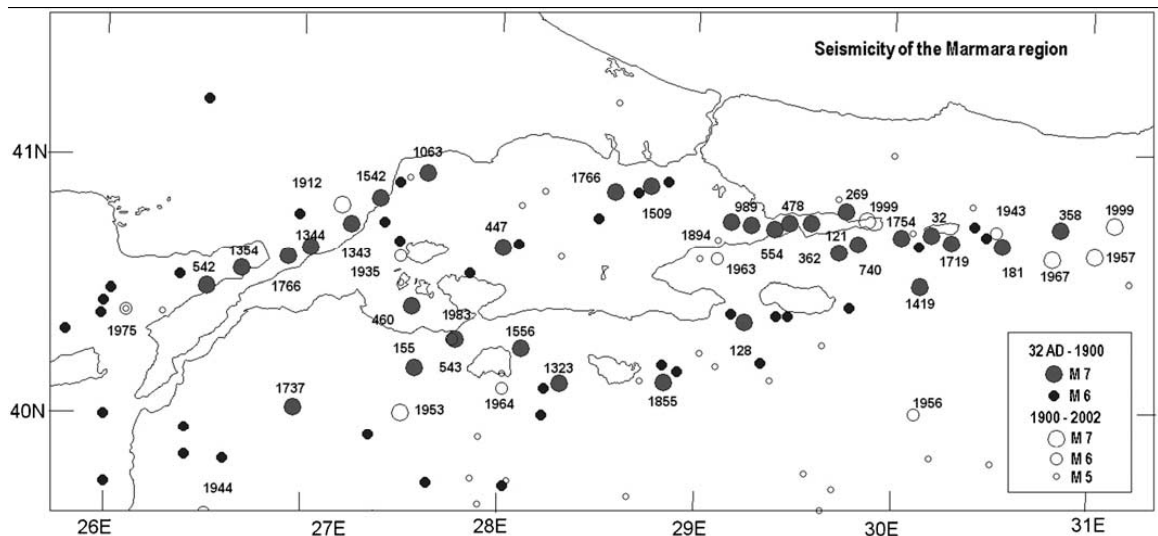 Seismicity of the Marmara region
41N
40N
1063
1542
1912
1766
1509
447
1344
1343
1354
542
1766
1935
1975
460
1983
155
543
1556
1323
1737
1953
1964
1944
1855
128
989
478
269
1999
1754
32
1943
358
1999
1894
1963
554
362
121
740
1719
181
1967
1957
1419
1956
32 AD - 1900
M 7
M 6
1900 - 2002
M 7
M 6
M 5
26E
27E
28E
29E
30E
31E